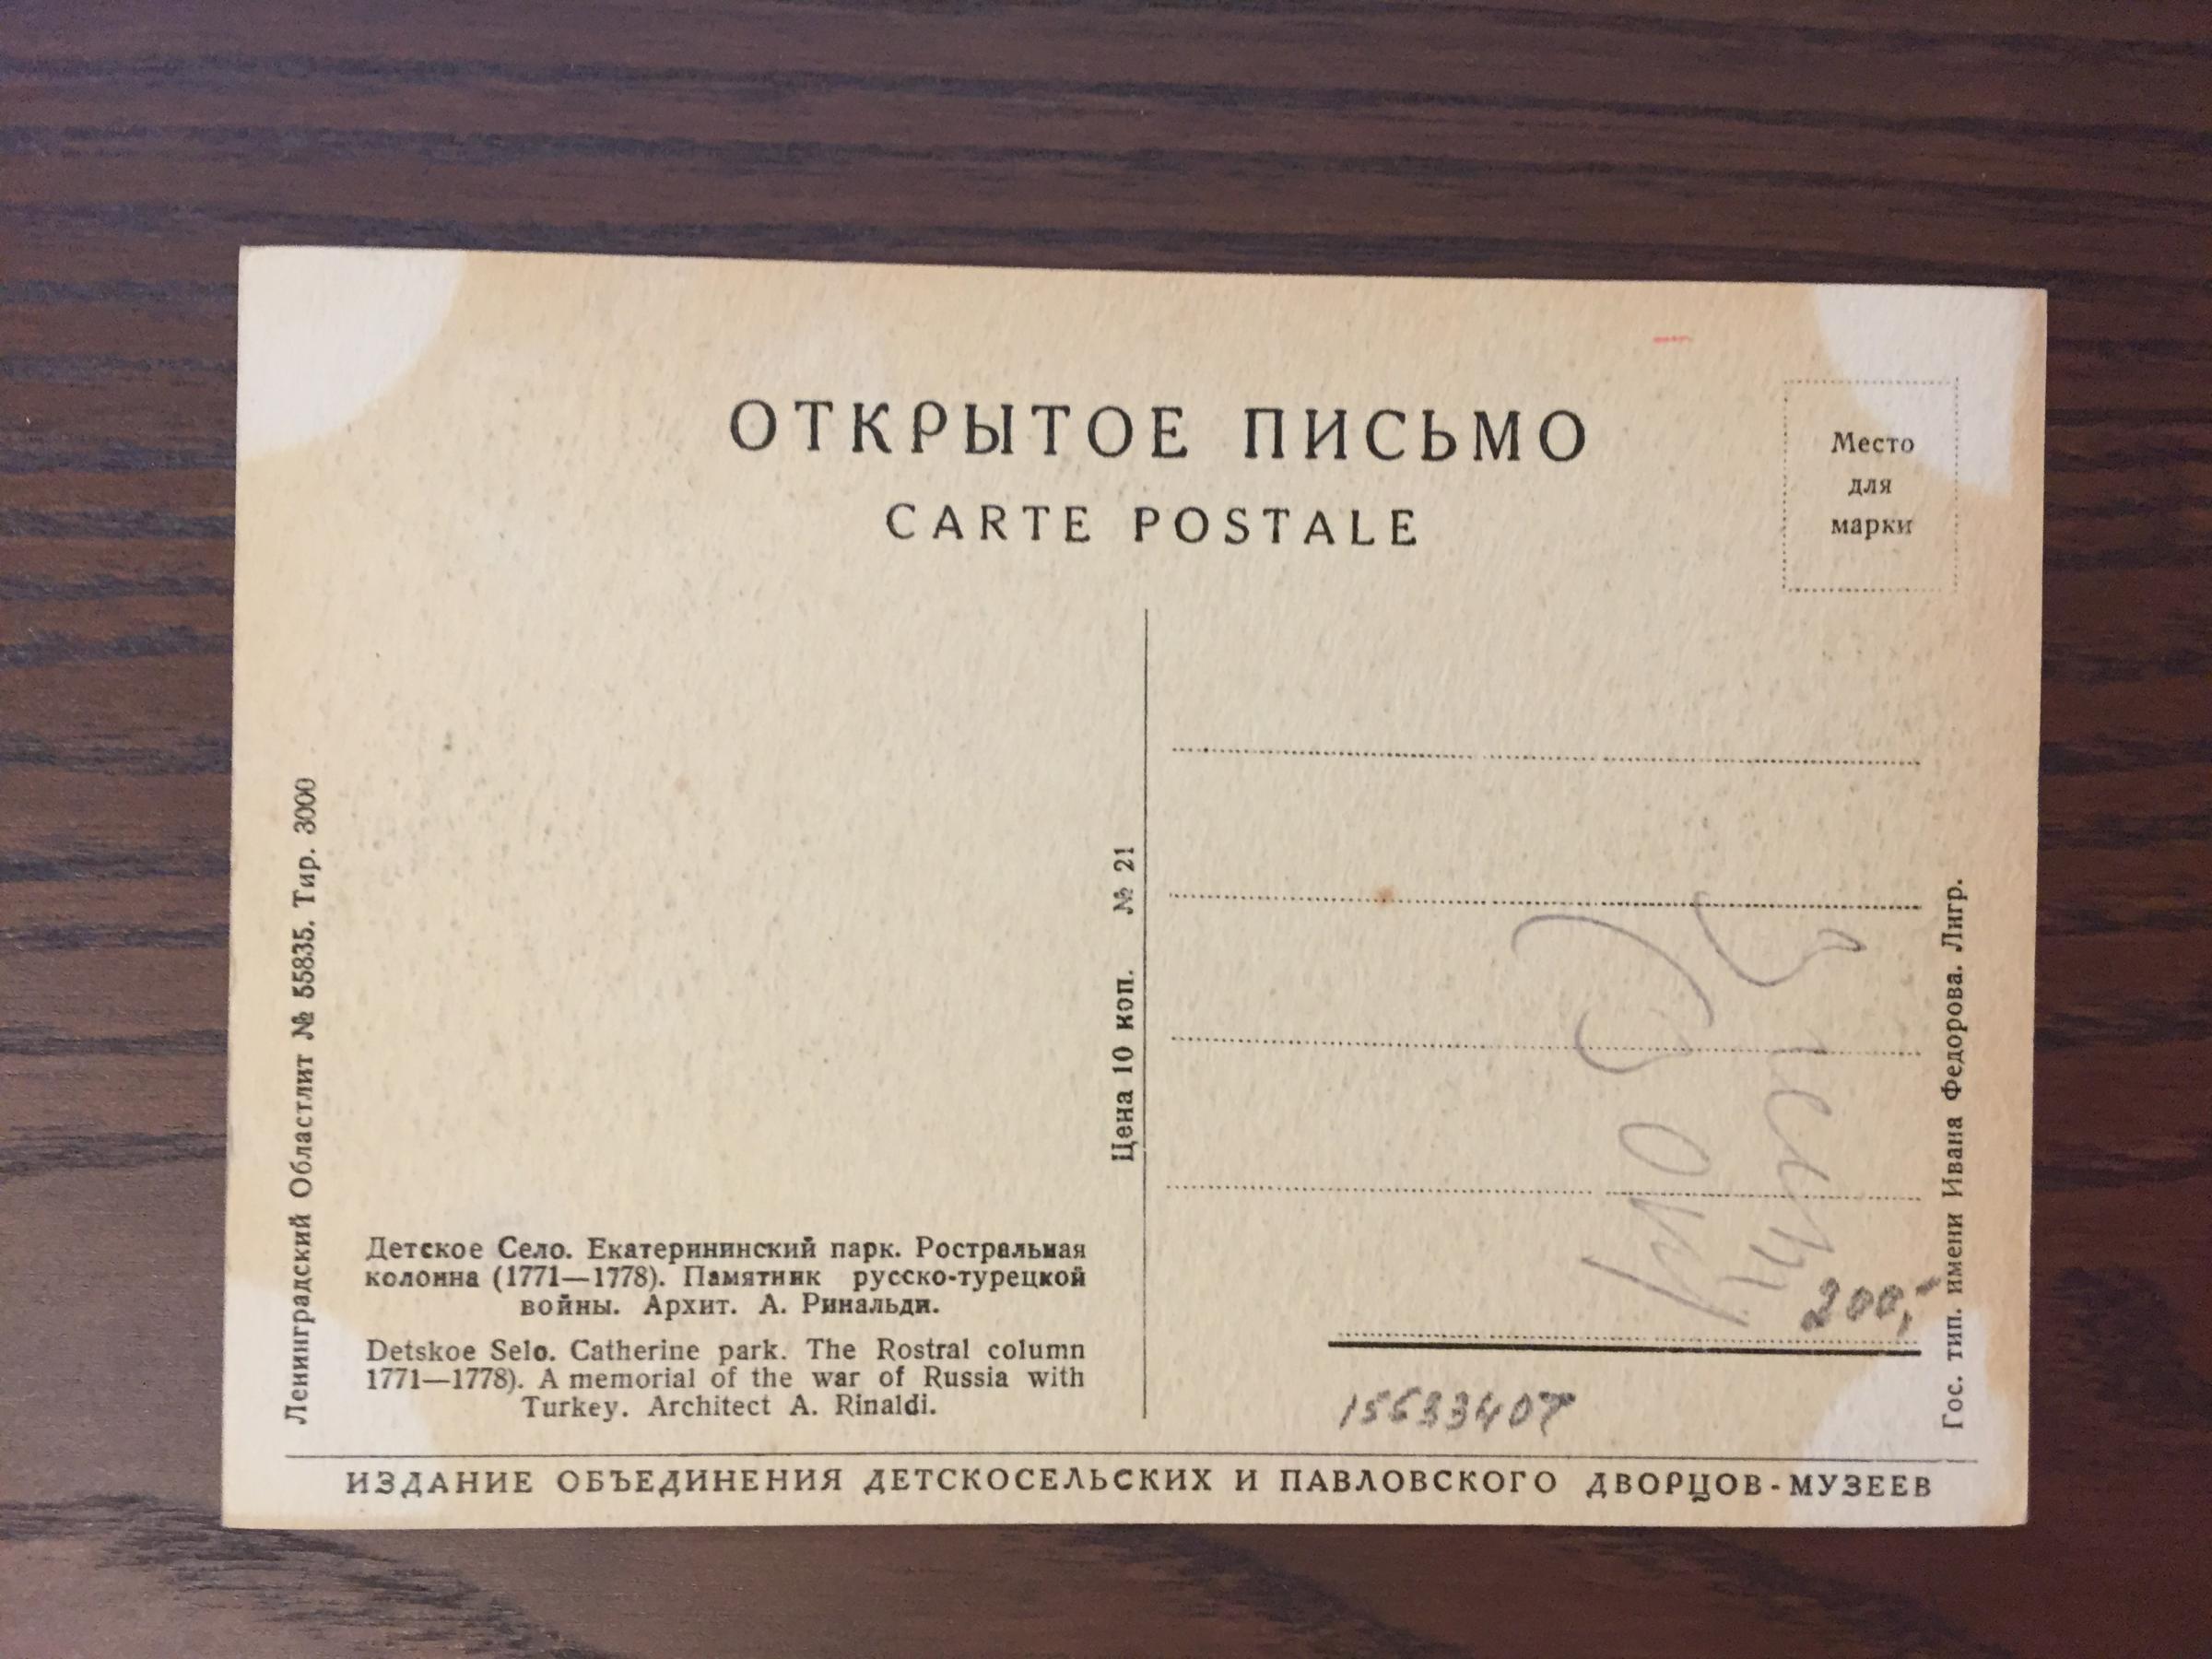 ОТКРЫТОЕ ПИСЬМО
CARTE POSTALE
Место
для
марки
Ленинградский Областлит № 55835. Тир. 3000
Цена 10 коп. № 21
Детское Село. Екатерининский парк. Ростральная
колонна (1771—1778). Памятник русско-турецкой
войны. Архит. А. Ринальди.
Detskoe Selo. Catherine park. The Rostral column
1771—1778). A memorial of the war of Russia with
Turkey. Architect A. Rinaldi.
200,-
Гос. тип. имени Ивана Федорова. Лнгр.
ИЗДАНИЕ ОБЪЕДИНЕНИЯ ДЕТСКОСЕЛЬСКИХ И ПАВЛОВСКОГО ДВОРЦОВ-МУЗЕЕВ